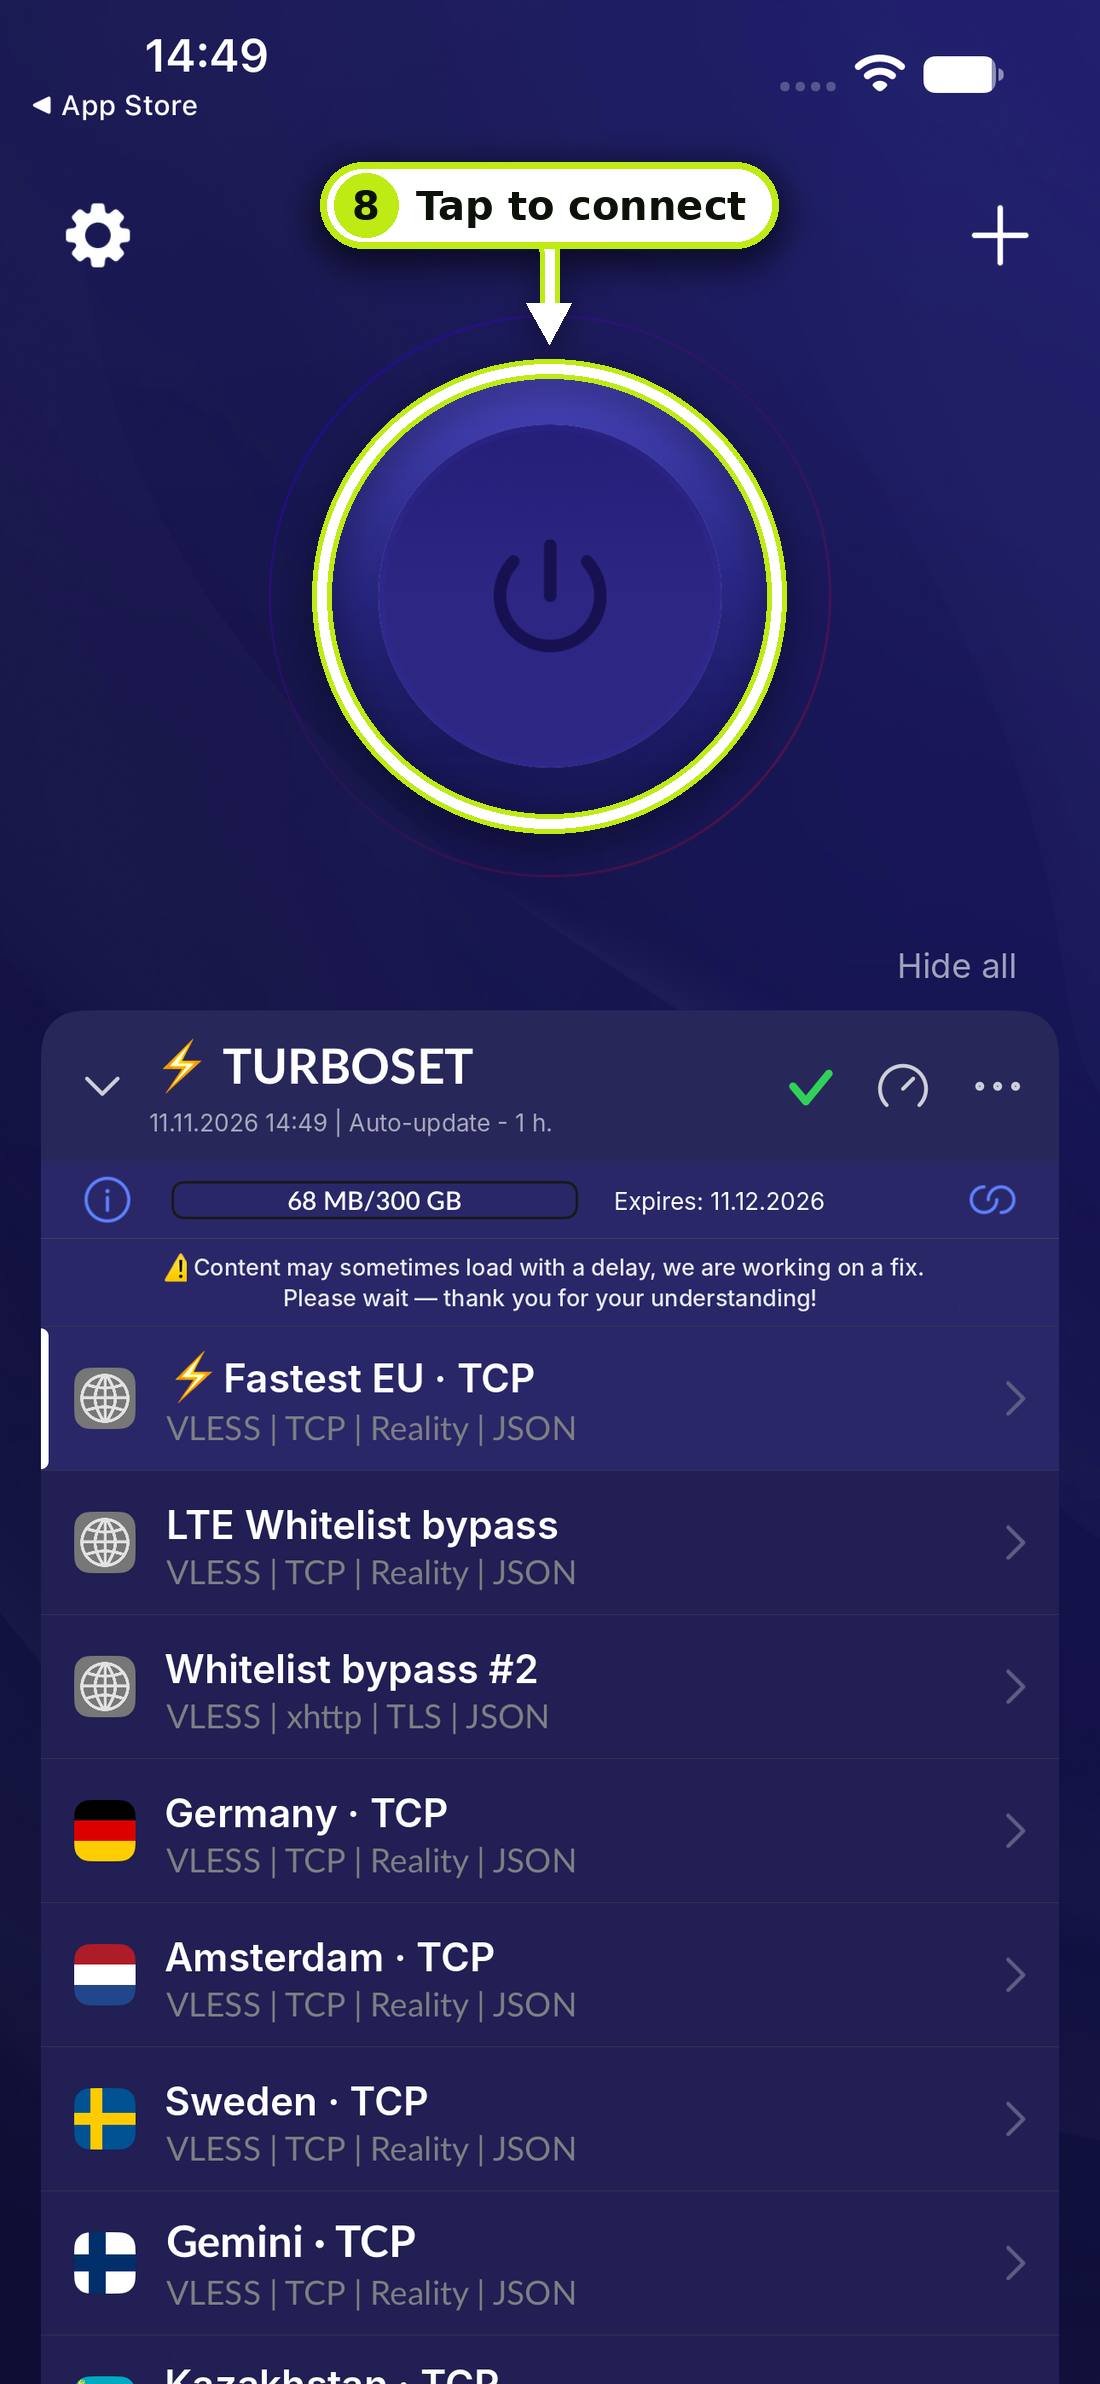 14:49
App Store
8 Tap to connect
Hide all
⚡ TURBOSET
11.11.2026 14:49 | Auto-update - 1 h.
68 MB/300 GB
Expires: 11.12.2026
⚠️Content may sometimes load with a delay, we are working on a fix.
Please wait — thank you for your understanding!
⚡Fastest EU · TCP
VLESS | TCP | Reality | JSON
LTE Whitelist bypass
VLESS | TCP | Reality | JSON
Whitelist bypass #2
VLESS | xhttp | TLS | JSON
Germany · TCP
VLESS | TCP | Reality | JSON
Amsterdam · TCP
VLESS | TCP | Reality | JSON
Sweden · TCP
VLESS | TCP | Reality | JSON
Gemini · TCP
VLESS | TCP | Reality | JSON
Kazakhstan · TCP